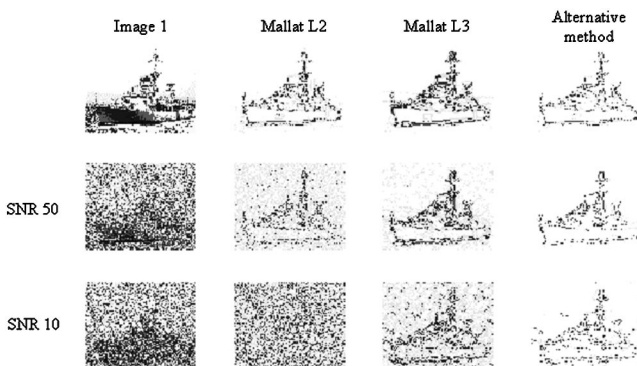 Image 1
Mallat L2
Mallat L3
Alternative
method
SNR 50
SNR 10